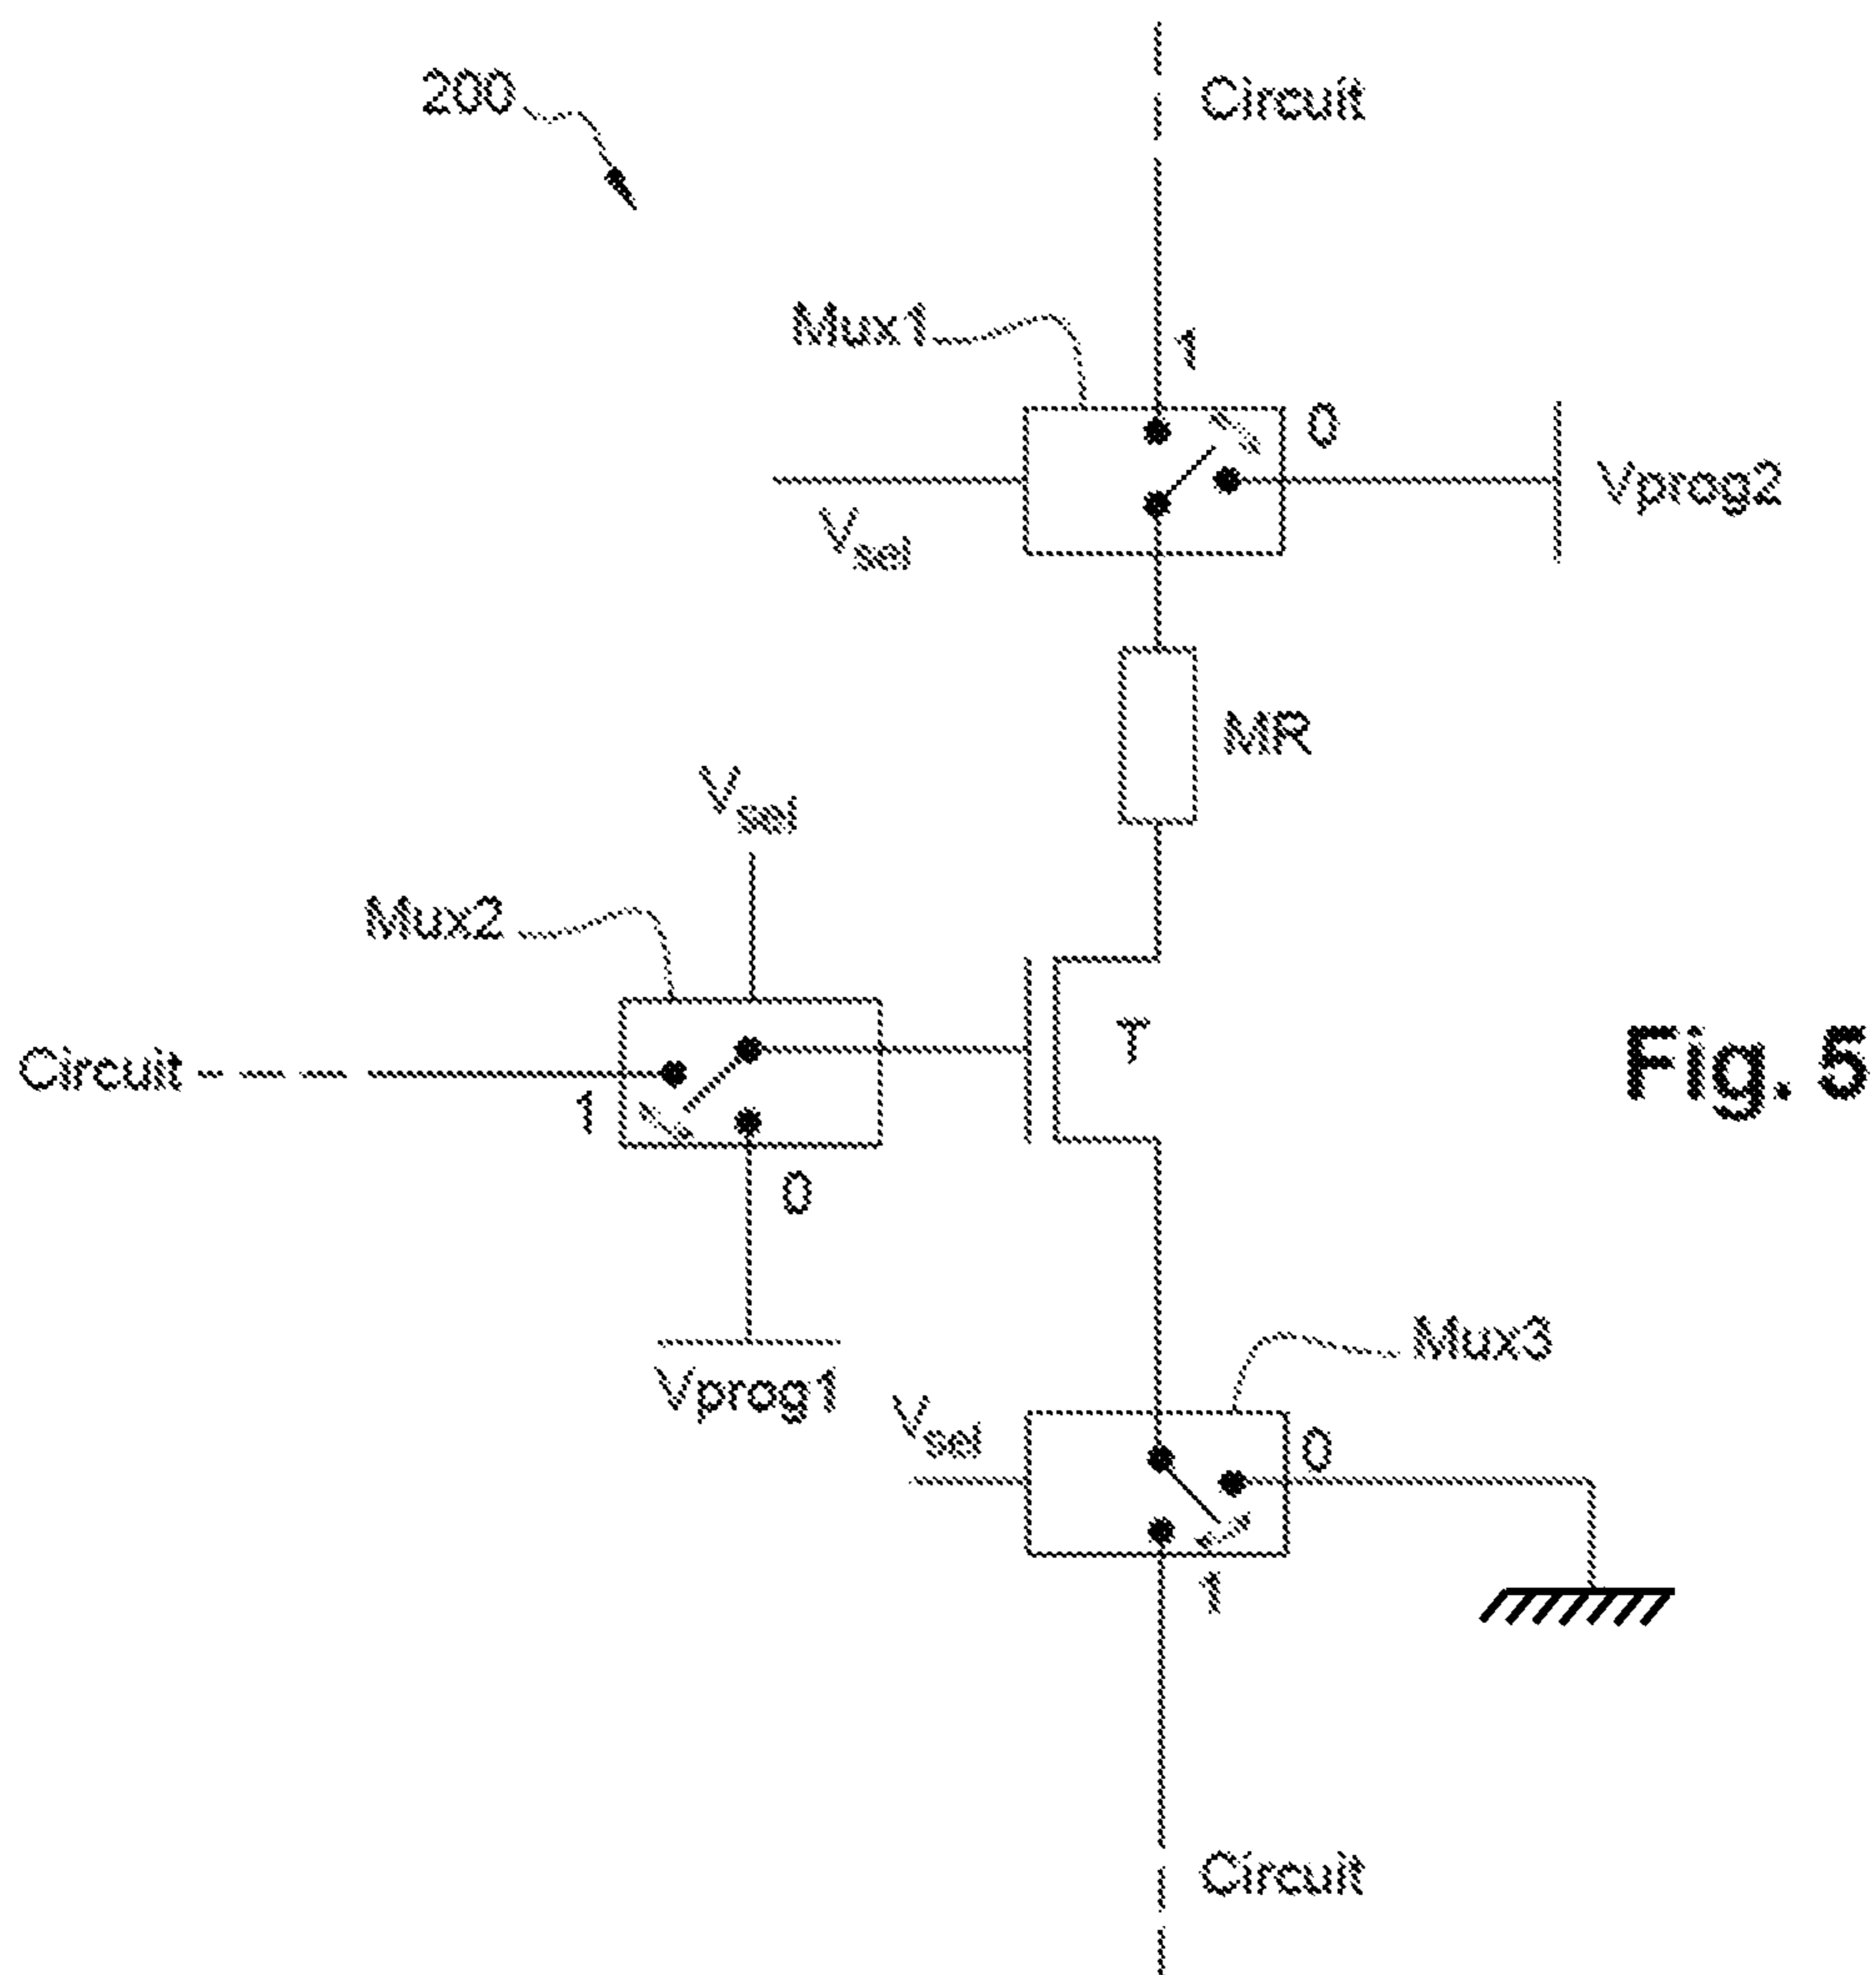 200
Circuit
Mux1
1
0
Vprog2
Vsel
MR
Vsel
Mux2
T
Fig. 5
Circuit
1
0
Mux3
Vprog1
Vsel
0
1
Circuit